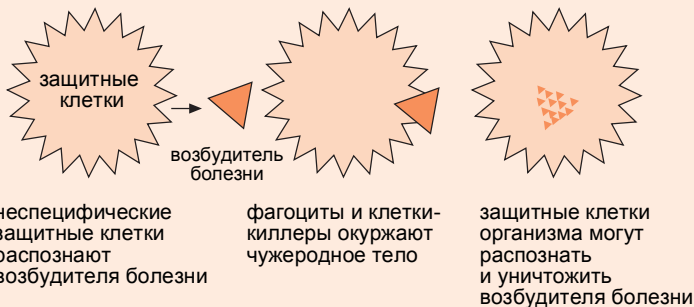 защитные
клетки
возбудитель
болезни
неспецифические
защитные клетки
распознают
возбудителя болезни
фагоциты и клетки-
киллеры окуржают
чужеродное тело
защитные клетки
организма могут
распознать
и уничтожить
возбудителя болезни